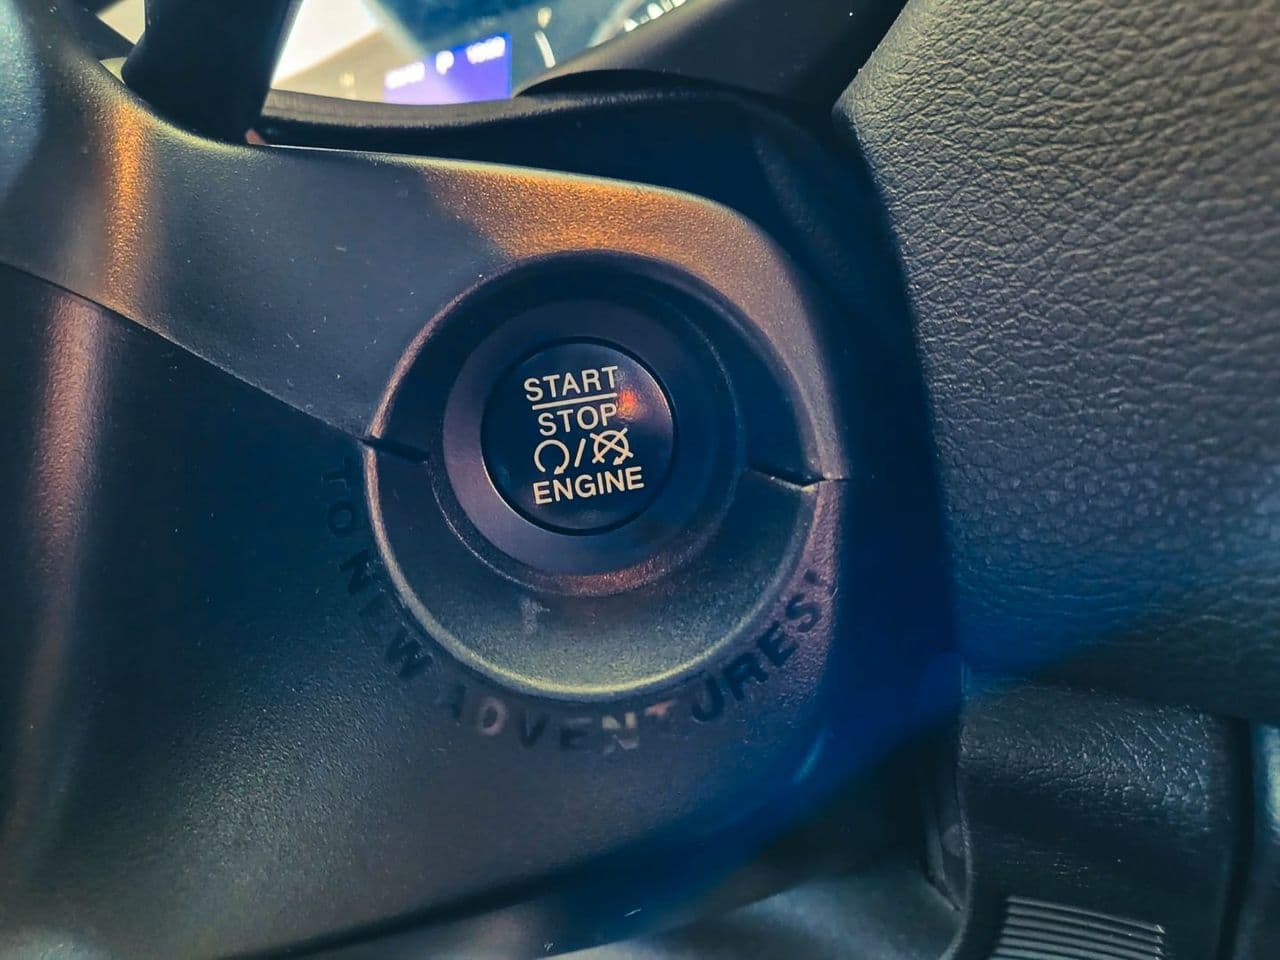 START
STOP
ENGINE
TO NEW ADVENTURES!